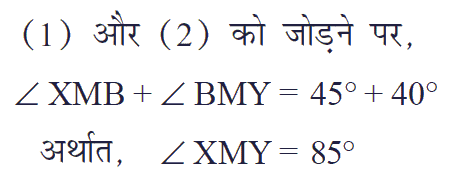 (1) और (2) को जोड़ने पर,
∠ XMB + ∠ BMY = 45° + 40°
अर्थात, ∠ XMY = 85°